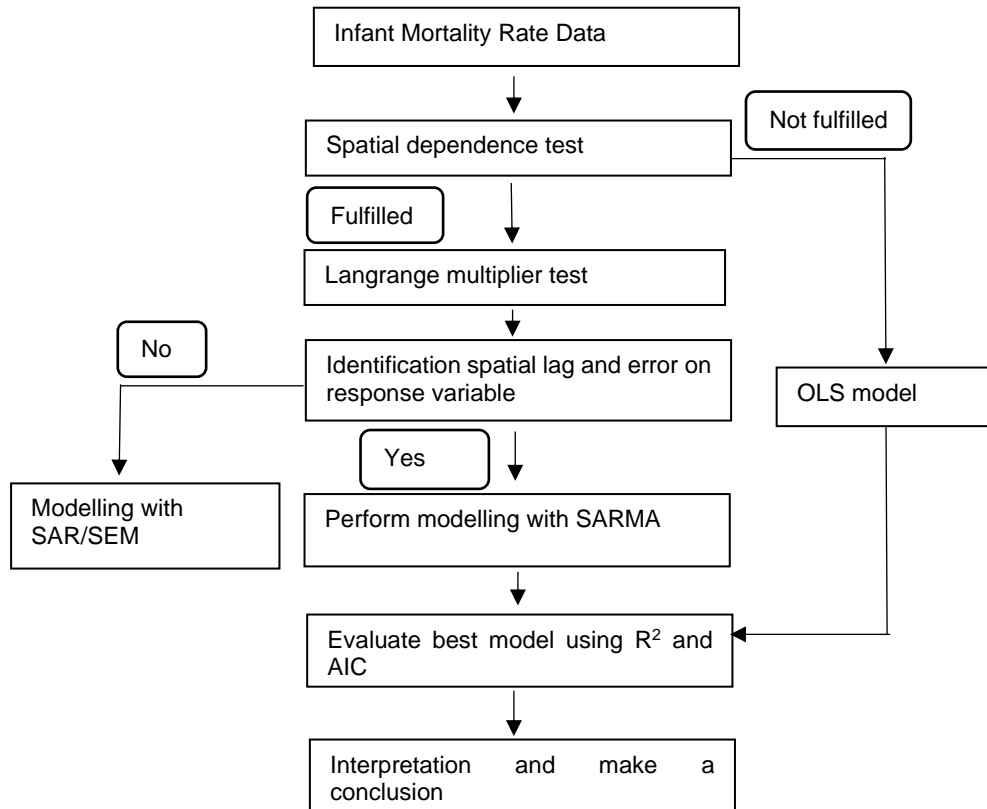 Infant Mortality Rate Data
Spatial dependence test
Not fulfilled
Fulfilled
Langrange multiplier test
No
Identification spatial lag and error on
response variable
OLS model
Yes
Modelling with
SAR/SEM
Perform modelling with SARMA
Evaluate best model using R² and
AIC
Interpretation and make a
conclusion